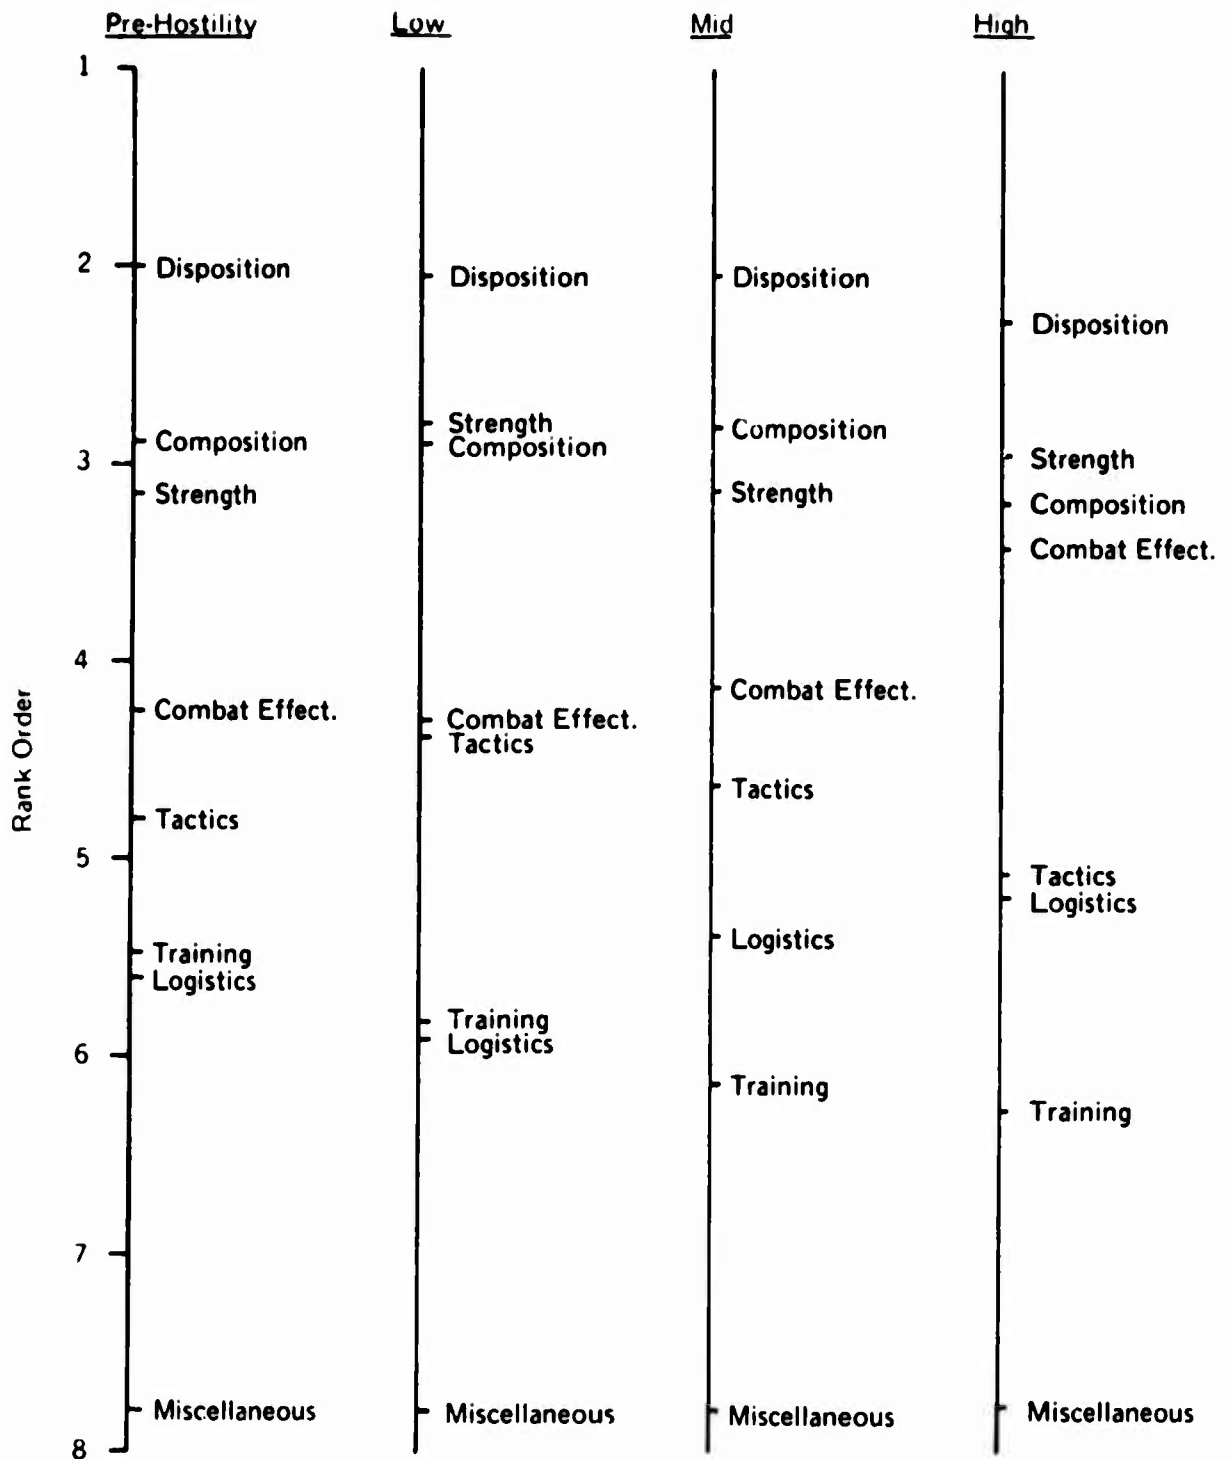 Pre-Hostility Low Mid High
1
2 Disposition Disposition Disposition Disposition
Strength
Composition Composition Composition
3 Strength
Strength Strength Composition
Combat Effect.
4
Combat Effect. Combat Effect. Combat Effect.
Tactics
Rank Order
Tactics Tactics
5 Tactics
Logistics
Training Logistics
Logistics
Training
Logistics
6
Training Training
7
Miscellaneous Miscellaneous Miscellaneous Miscellaneous
8